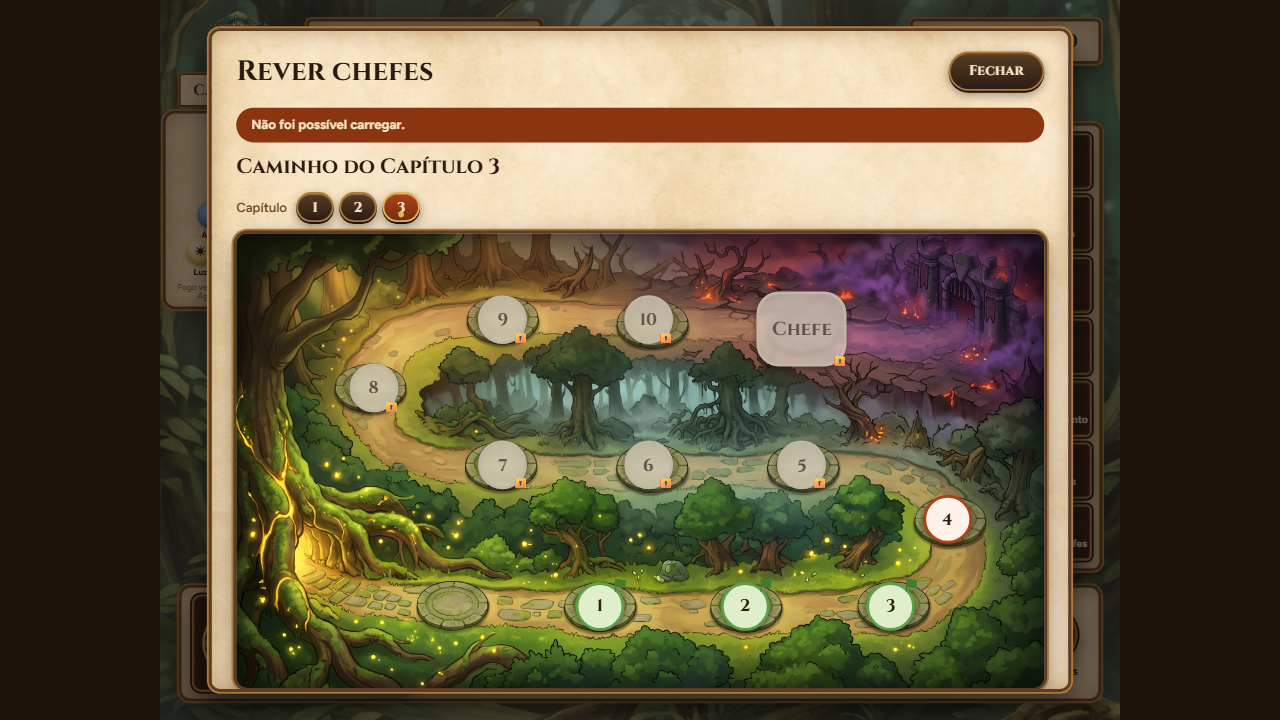 Rever chefes
Fechar
Não foi possível carregar.
Caminho do Capítulo 3
Capítulo 1 2 3
9 10 Chefe
8
7 6 5
4
1 2 3